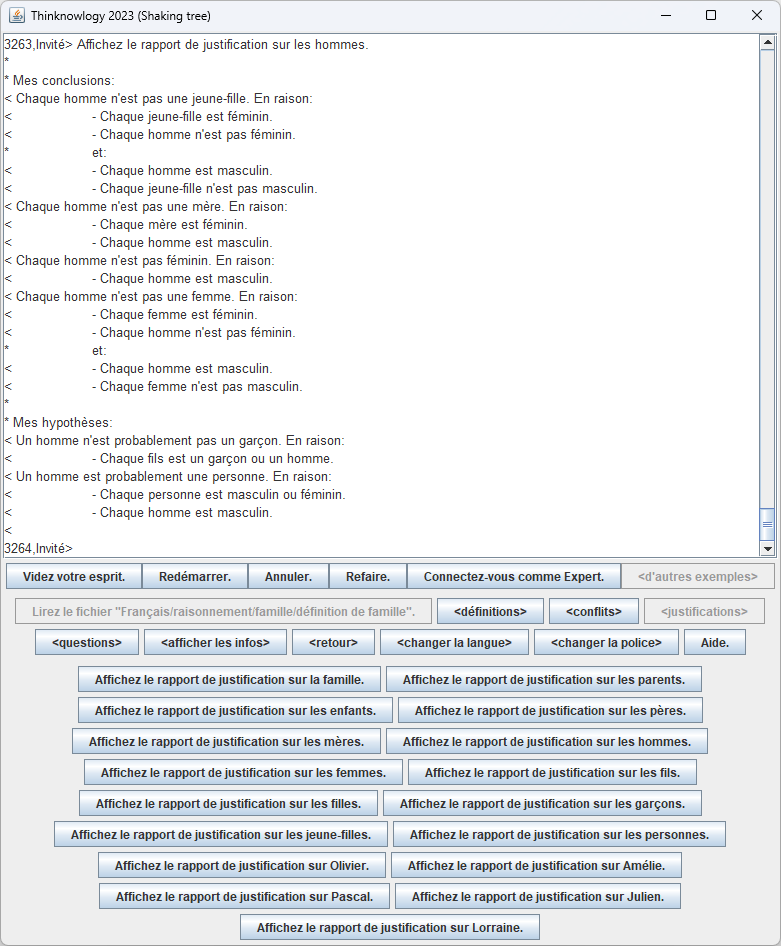 Thinknowlogy 2023 (Shaking tree)
3263,Invité> Affichez le rapport de justification sur les hommes.
*
* Mes conclusions:
< Chaque homme n'est pas une jeune-fille. En raison:
< - Chaque jeune-fille est féminin.
< - Chaque homme n'est pas féminin.
* et:
< - Chaque homme est masculin.
< - Chaque jeune-fille n'est pas masculin.
< Chaque homme n'est pas une mère. En raison:
< - Chaque mère est féminin.
< - Chaque homme est masculin.
< Chaque homme n'est pas féminin. En raison:
< - Chaque homme est masculin.
< Chaque homme n'est pas une femme. En raison:
< - Chaque femme est féminin.
< - Chaque homme n'est pas féminin.
* et:
< - Chaque homme est masculin.
< - Chaque femme n'est pas masculin.
*
* Mes hypothèses:
< Un homme n'est probablement pas un garçon. En raison:
< - Chaque fils est un garçon ou un homme.
< Un homme est probablement une personne. En raison:
< - Chaque personne est masculin ou féminin.
< - Chaque homme est masculin.
<
3264,Invité>
Videz votre esprit. Redémarrer. Annuler. Refaire. Connectez-vous comme Expert. <d'autres exemples>
Lirez le fichier "Français/raisonnement/famille/définition de famille". <définitions> <conflits> <justifications>
<questions> <afficher les infos> <retour> <changer la langue> <changer la police> Aide.
Affichez le rapport de justification sur la famille. Affichez le rapport de justification sur les parents.
Affichez le rapport de justification sur les enfants. Affichez le rapport de justification sur les pères.
Affichez le rapport de justification sur les mères. Affichez le rapport de justification sur les hommes.
Affichez le rapport de justification sur les femmes. Affichez le rapport de justification sur les fils.
Affichez le rapport de justification sur les filles. Affichez le rapport de justification sur les garçons.
Affichez le rapport de justification sur les jeune-filles. Affichez le rapport de justification sur les personnes.
Affichez le rapport de justification sur Olivier. Affichez le rapport de justification sur Amélie.
Affichez le rapport de justification sur Pascal. Affichez le rapport de justification sur Julien.
Affichez le rapport de justification sur Lorraine.